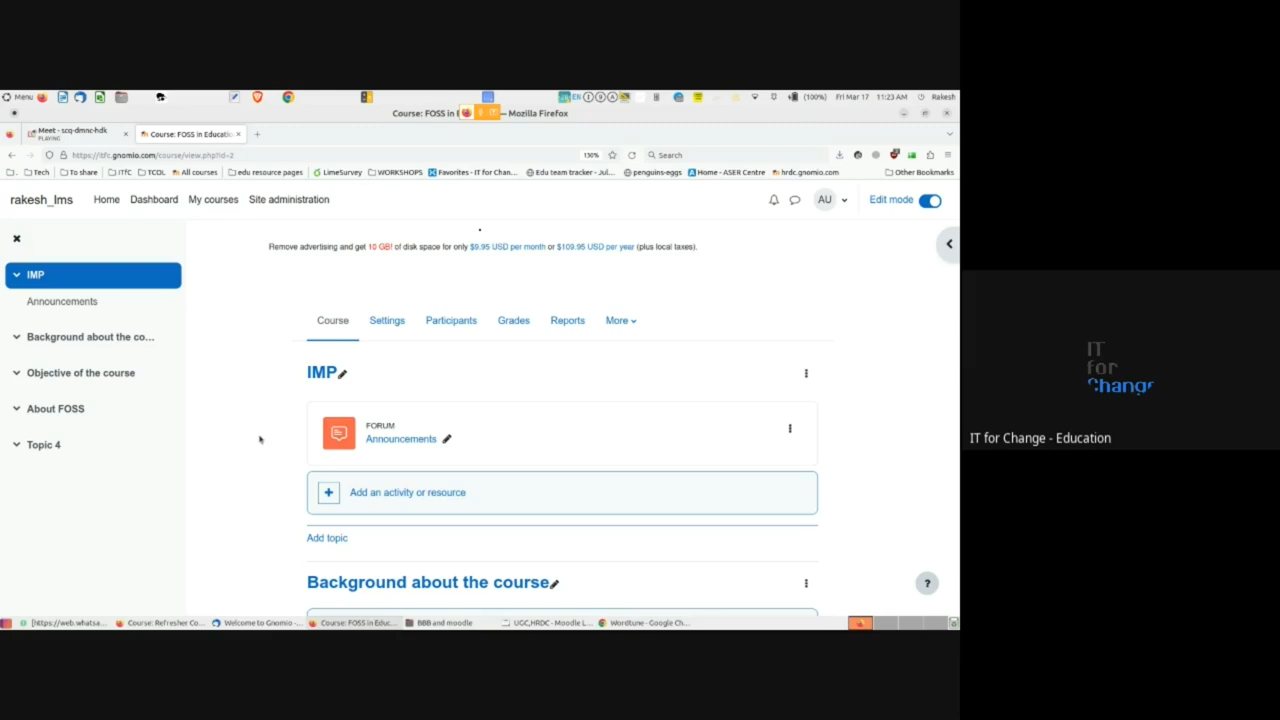 Menu
EN
(100%) Fri Mar 17 11:23 AM Rakesh
— Mozilla Firefox
Meet - scq-dmnc-hdk
PLAYING
Course: FOSS in Educatio
https://itfc.gnomio.com/course/view.php?id=2
130%
Search
Tech
To share
ITfC
TCOL
All courses
edu resource pages
LimeSurvey
WORKSHOPS
Favorites - IT for Chan...
Edu team tracker - Jul...
penguins-eggs
Home - ASER Centre
hrdc.gnomio.com
Other Bookmarks
rakesh_lms
Home
Dashboard
My courses
Site administration
AU
Edit mode
Remove advertising and get 10 GB! of disk space for only $9.95 USD per month or $109.95 USD per year (plus local taxes).
IMP
Announcements
Background about the co...
Objective of the course
About FOSS
Topic 4
Course
Settings
Participants
Grades
Reports
More
IMP
FORUM
Announcements
+ Add an activity or resource
Add topic
Background about the course
?
[https://web.whatsa...
Course: Refresher Co...
Welcome to Gnomio -...
Course: FOSS in Educ...
BBB and moodle
UGC,HRDC - Moodle L...
Wordtune - Google Ch...
IT
for
Change
IT for Change - Education